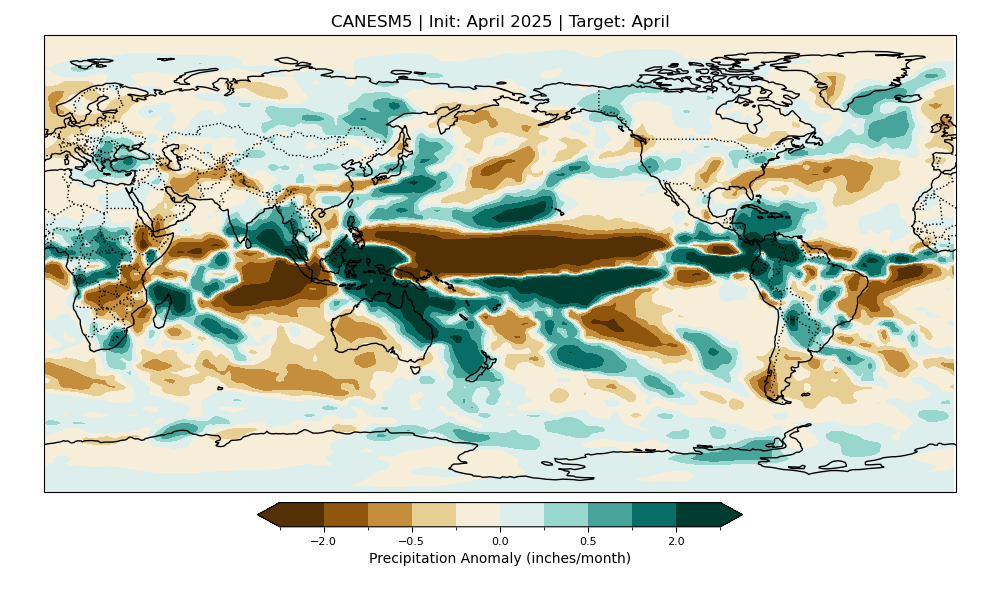 CANESM5 | Init: April 2025 | Target: April
−2.0 −0.5 0.0 0.5 2.0
Precipitation Anomaly (inches/month)